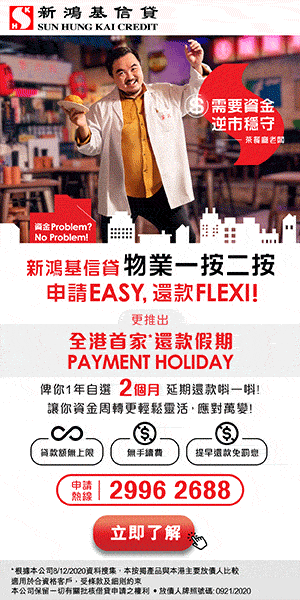 新鴻基信貸
SUN HUNG KAI CREDIT
需要資金
逆市穩守
茶餐廳老闆
資金Problem?
No Problem!
新鴻基信貸 物業一按二按
申請EASY, 還款FLEXI!
更推出
全港首家*還款假期
PAYMENT HOLIDAY
俾你1年自選 2個月 延期還款㗎一㗎!
讓你資金周轉更輕鬆靈活，應對萬變!
貸款額無上限
無手續費
提早還款免罰息
申請
熱線
2996 2688
立即了解
*根據本公司8/12/2020資料搜集，本按揭產品與本港主要放債人比較
適用於合資格客戶，受條款及細則約束
本公司保留一切有關批核借貸申請之權利 • 放債人牌照號碼: 0921/2020